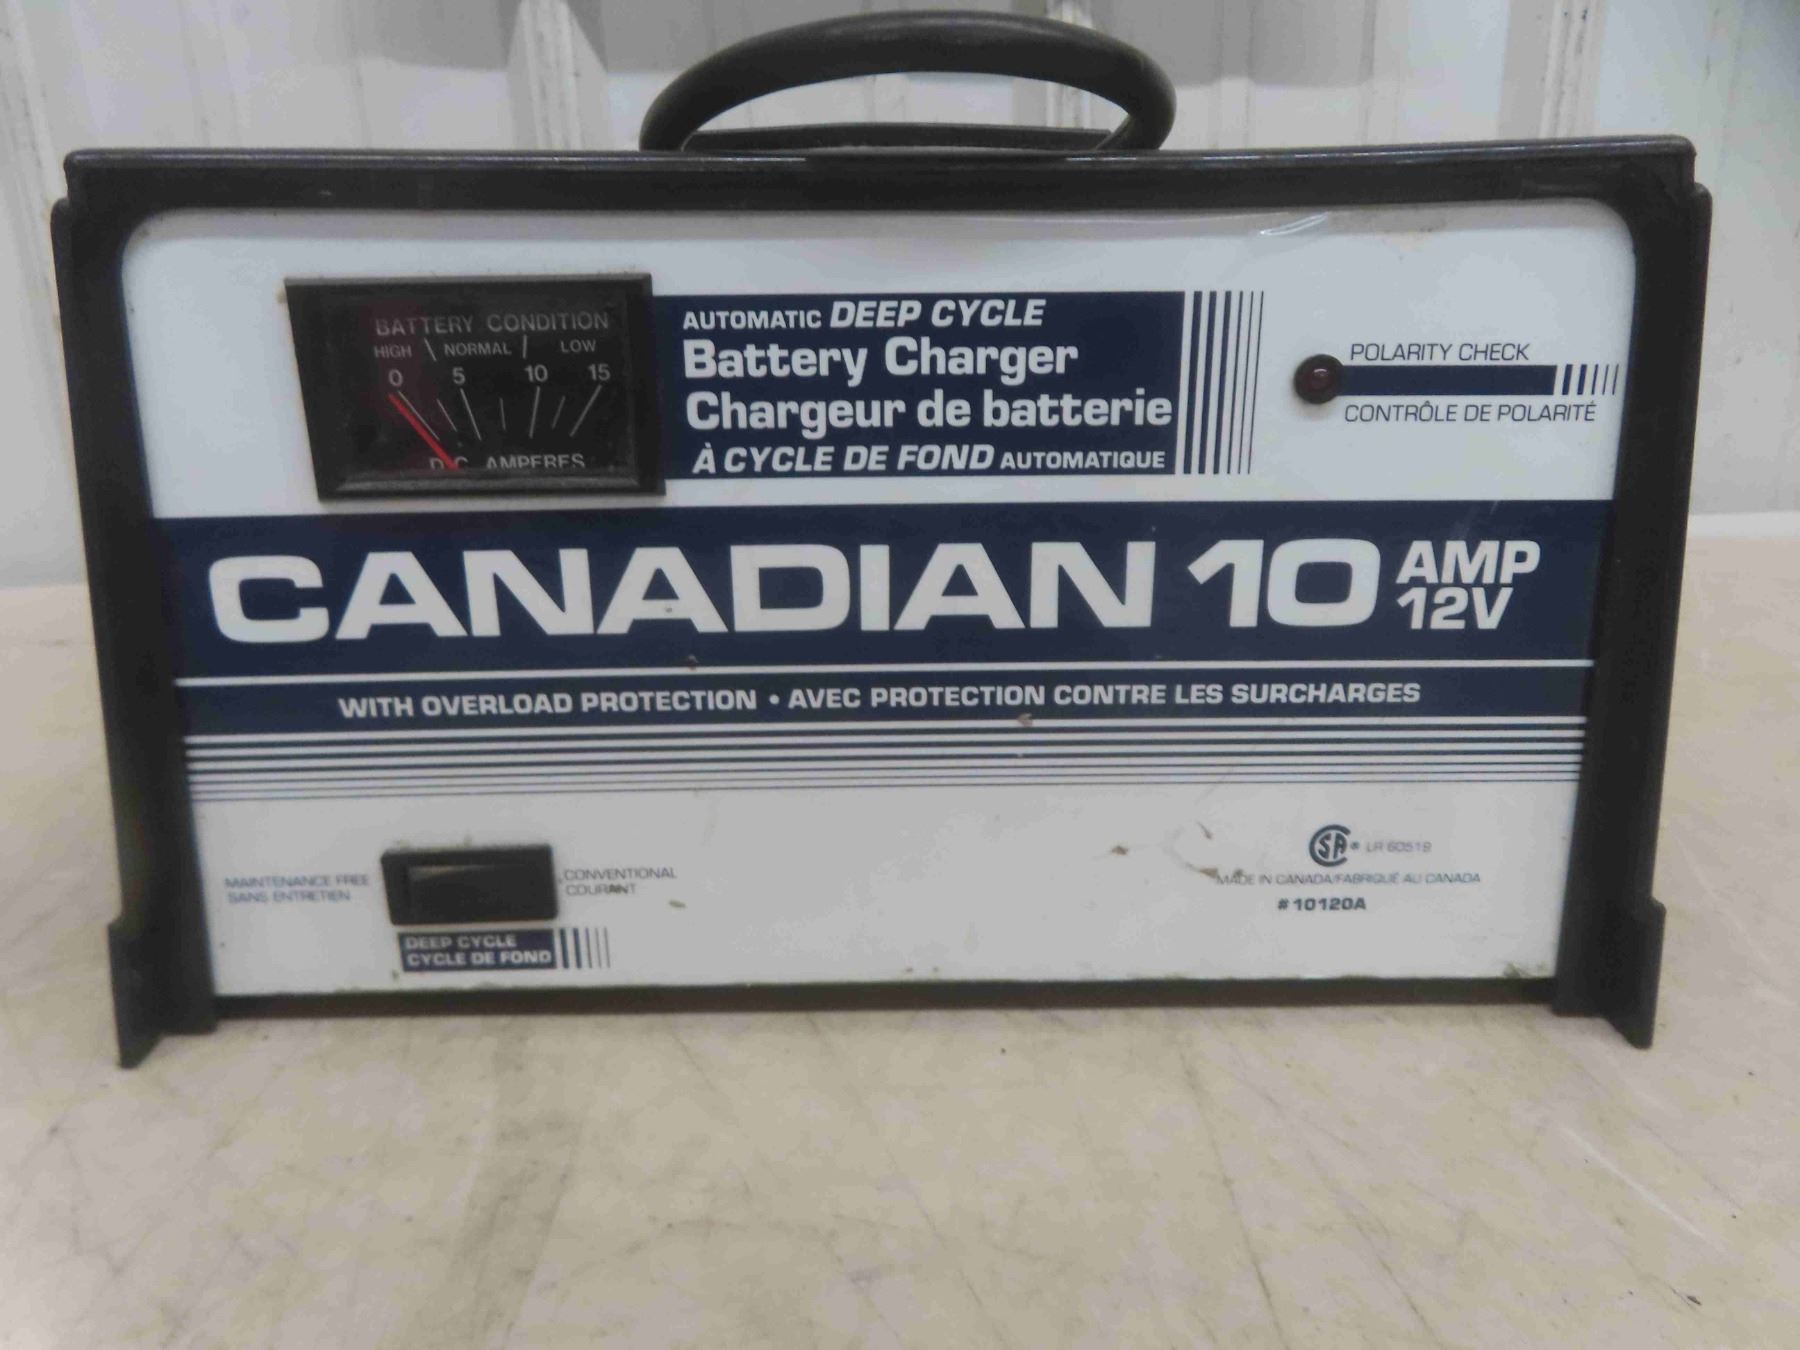 BATTERY CONDITION
HIGH \ NORMAL | LOW
0 5 10 15
D.C. AMPERES
AUTOMATIC DEEP CYCLE
Battery Charger
Chargeur de batterie
À CYCLE DE FOND AUTOMATIQUE
POLARITY CHECK
CONTRÔLE DE POLARITÉ
CANADIAN 10 AMP
12V
WITH OVERLOAD PROTECTION • AVEC PROTECTION CONTRE LES SURCHARGES
MAINTENANCE FREE
SANS ENTRETIEN
CONVENTIONAL
COURANT
DEEP CYCLE
CYCLE DE FOND
CSA ® LR 60519
MADE IN CANADA/FABRIQUÉ AU CANADA
#10120A